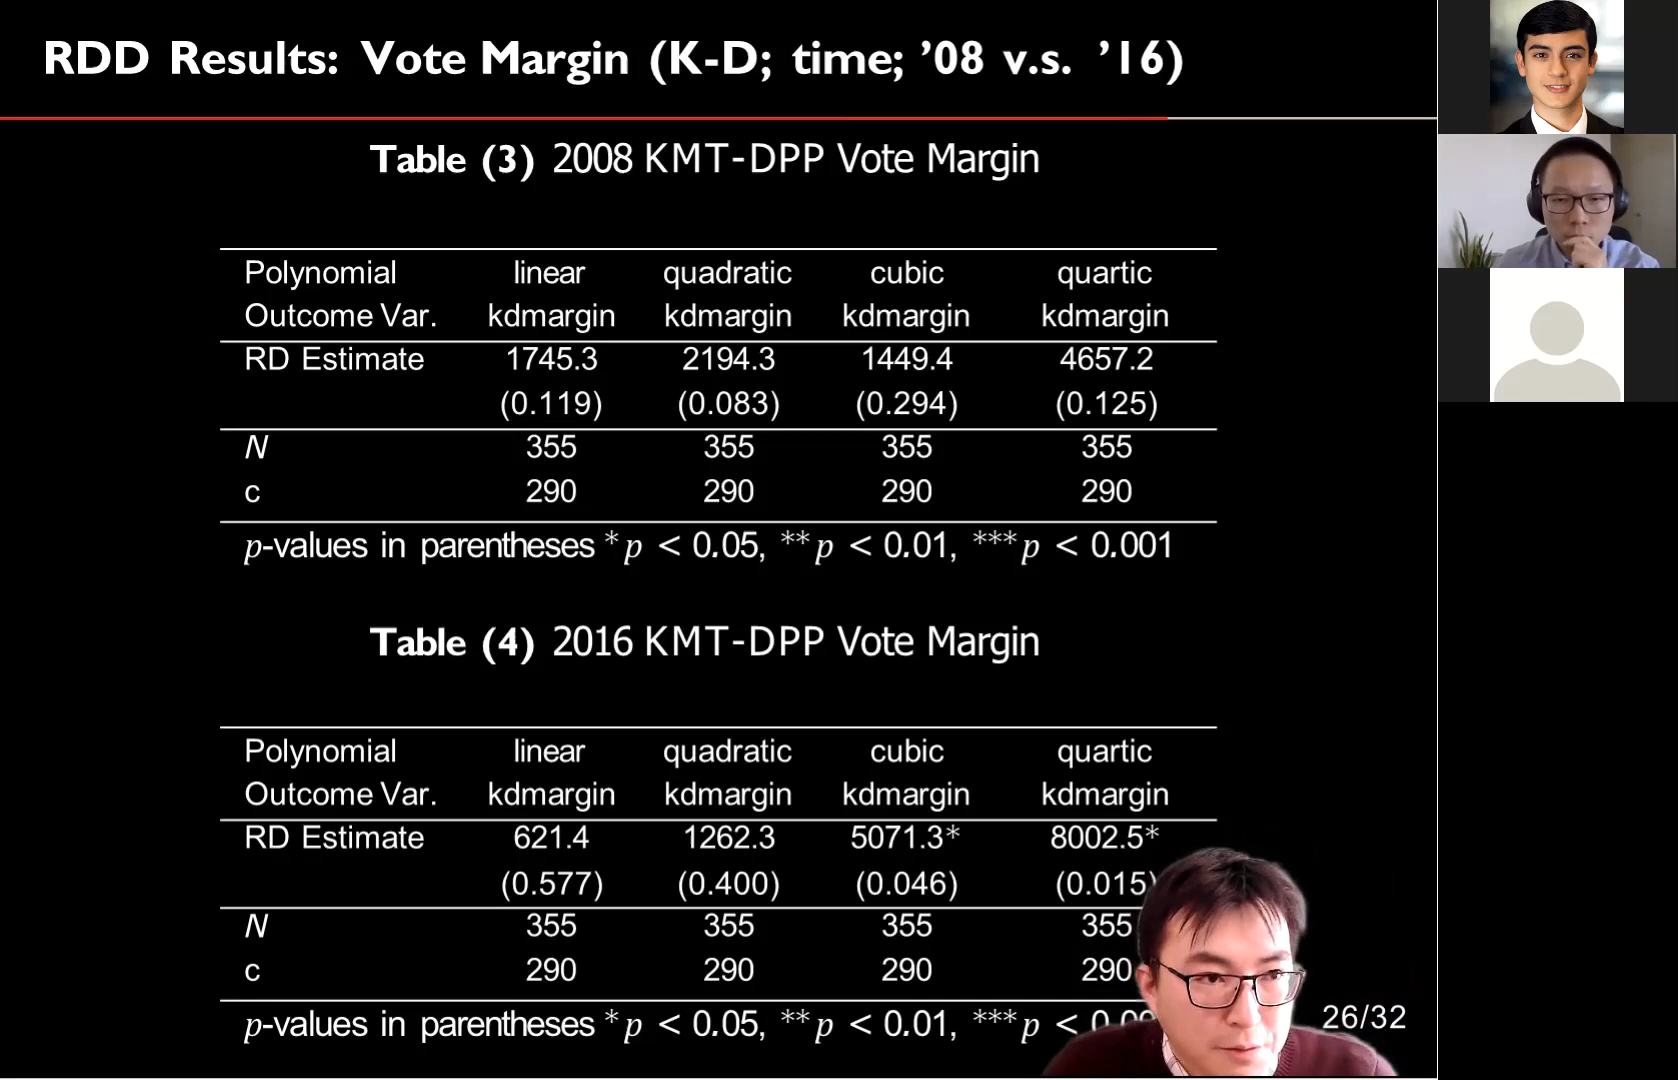 RDD Results: Vote Margin (K-D; time; ’08 v.s. ’16)
Table (3) 2008 KMT-DPP Vote Margin
Polynomial linear quadratic cubic quartic
Outcome Var. kdmargin kdmargin kdmargin kdmargin
RD Estimate 1745.3 2194.3 1449.4 4657.2
(0.119) (0.083) (0.294) (0.125)
N 355 355 355 355
c 290 290 290 290
p-values in parentheses * p < 0.05, ** p < 0.01, *** p < 0.001
Table (4) 2016 KMT-DPP Vote Margin
Polynomial linear quadratic cubic quartic
Outcome Var. kdmargin kdmargin kdmargin kdmargin
RD Estimate 621.4 1262.3 5071.3* 8002.5*
(0.577) (0.400) (0.046) (0.015)
N 355 355 355 355
c 290 290 290 290
p-values in parentheses * p < 0.05, ** p < 0.01, *** p <
26/32